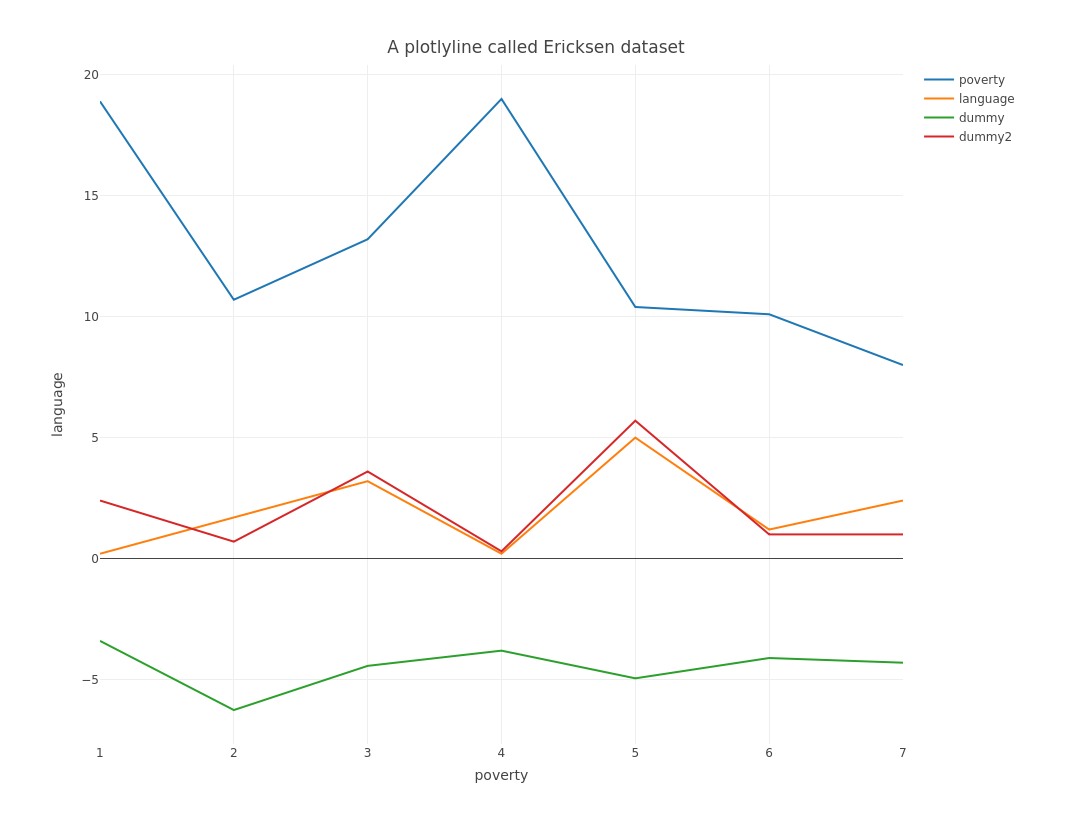 A plotlyline called Ericksen dataset
poverty
language
dummy
dummy2
20
15
10
5
0
−5
language
1 2 3 4 5 6 7
poverty